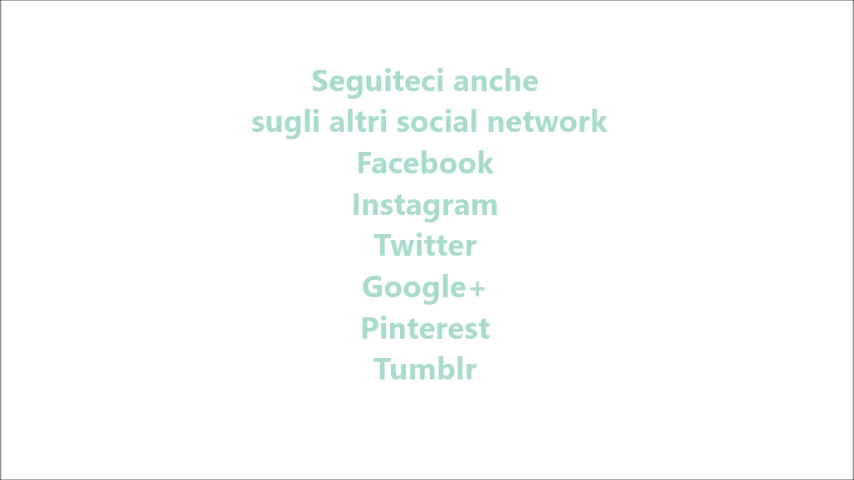 Seguiteci anche
sugli altri social network
Facebook
Instagram
Twitter
Google+
Pinterest
Tumblr